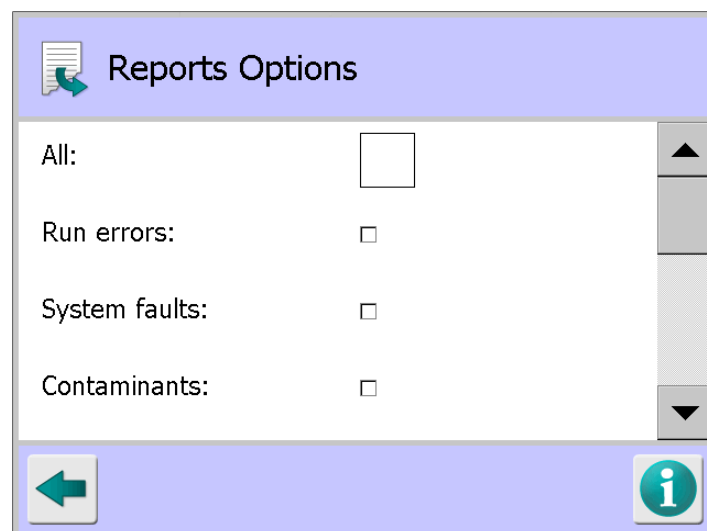 Reports Options
All:
Run errors:
System faults:
Contaminants: